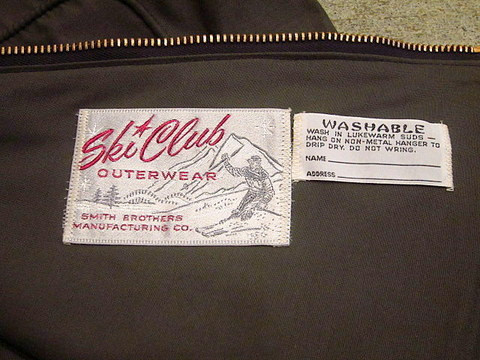 Ski Club
OUTERWEAR
SMITH BROTHERS
MANUFACTURING CO.
WASHABLE
WASH IN LUKEWARM SUDS —
HANG ON NON-METAL HANGER TO
DRIP DRY. DO NOT WRING.
NAME
ADDRESS